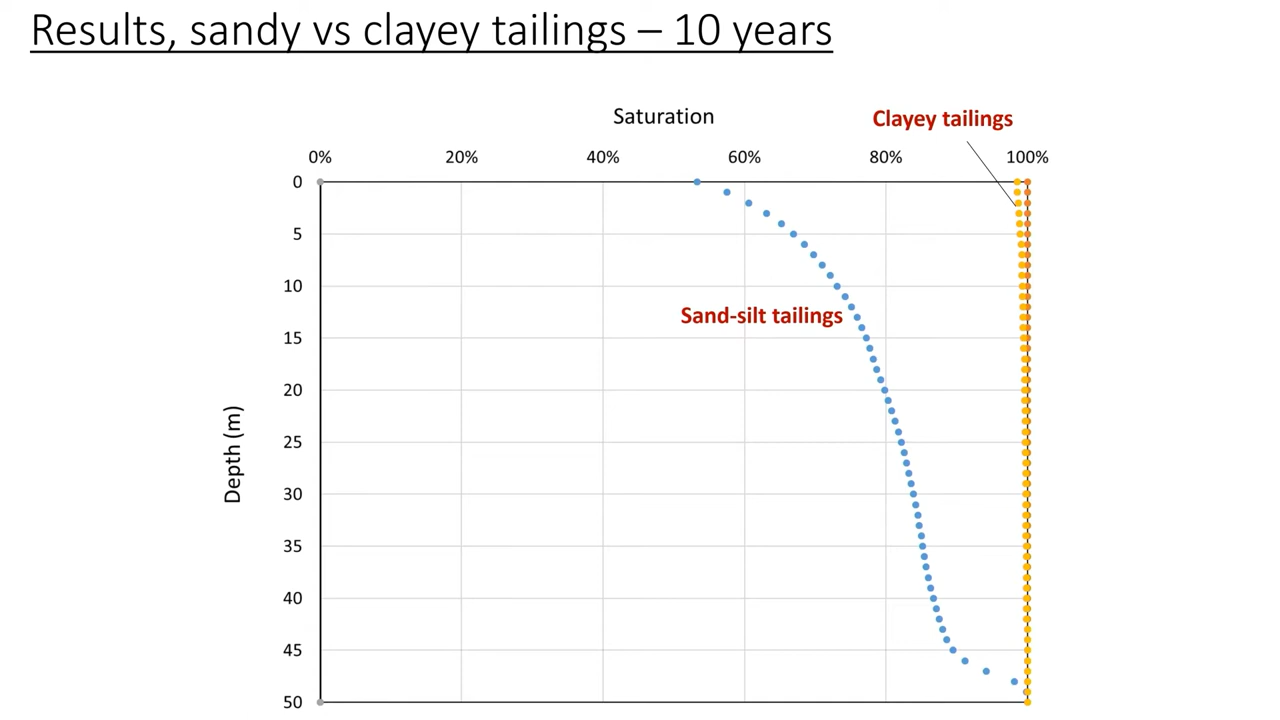 Results, sandy vs clayey tailings – 10 years
Saturation
Clayey tailings
0% 20% 40% 60% 80% 100%
0
5
10
Sand-silt tailings
15
20
Depth (m)
25
30
35
40
45
50